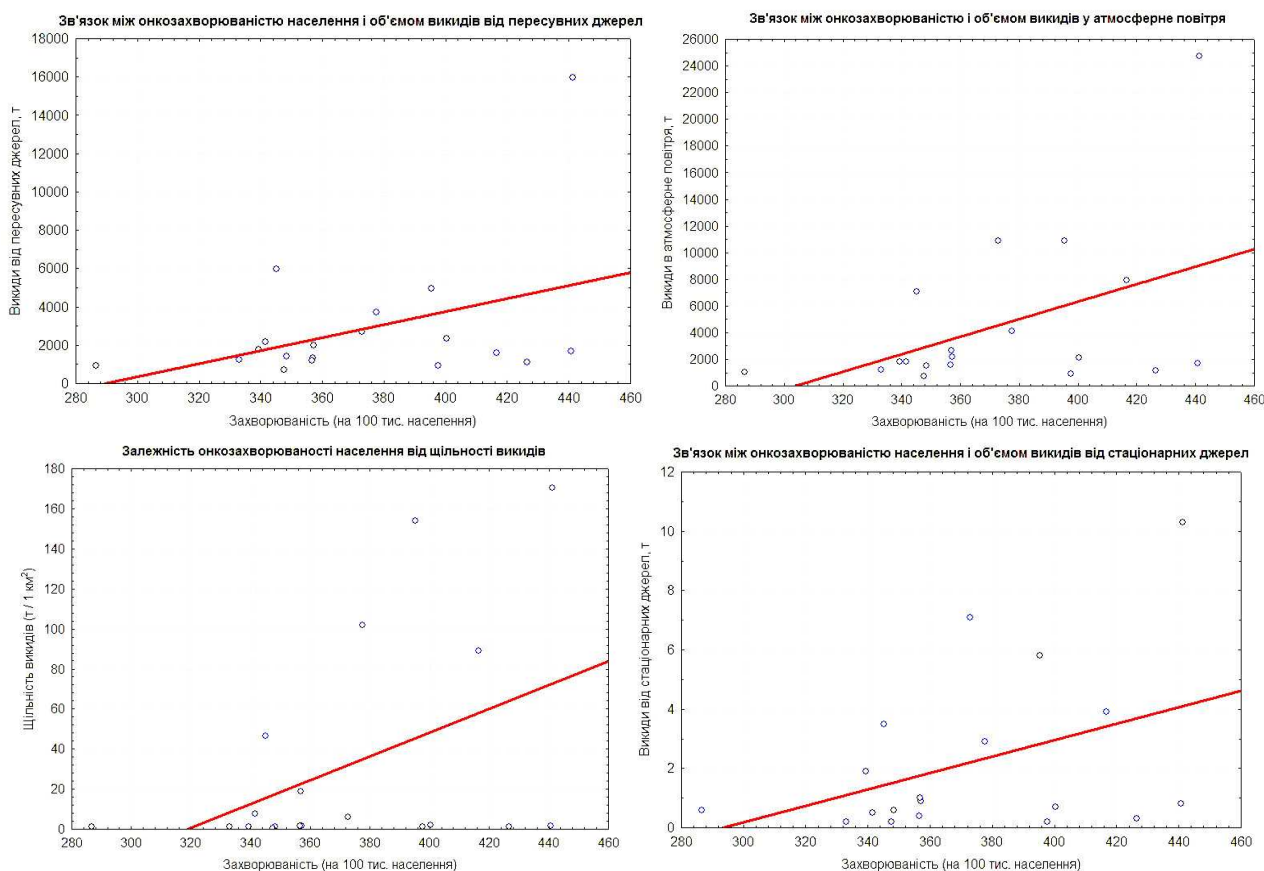 Зв'язок між онкозахворюваністю населення і об'ємом викидів від пересувних джерел
18000
16000
14000
12000
10000
8000
6000
4000
2000
0
Викиди від пересувних джерел, т
280 300 320 340 360 380 400 420 440 460
Захворюваність (на 100 тис. населення)
Зв'язок між онкозахворюваністю і об'ємом викидів у атмосферне повітря
26000
24000
22000
20000
18000
16000
14000
12000
10000
8000
6000
4000
2000
0
Викиди в атмосферне повітря, т
280 300 320 340 360 380 400 420 440 460
Захворюваність (на 100 тис. населення)
Залежність онкозахворюваності населення від щільності викидів
180
160
140
120
100
80
60
40
20
0
Щільність викидів (т / 1 км²)
280 300 320 340 360 380 400 420 440 460
Захворюваність (на 100 тис. населення)
Зв'язок між онкозахворюваністю населення і об'ємом викидів від стаціонарних джерел
12
10
8
6
4
2
0
Викиди від стаціонарних джерел, т
280 300 320 340 360 380 400 420 440 460
Захворюваність (на 100 тис. населення)